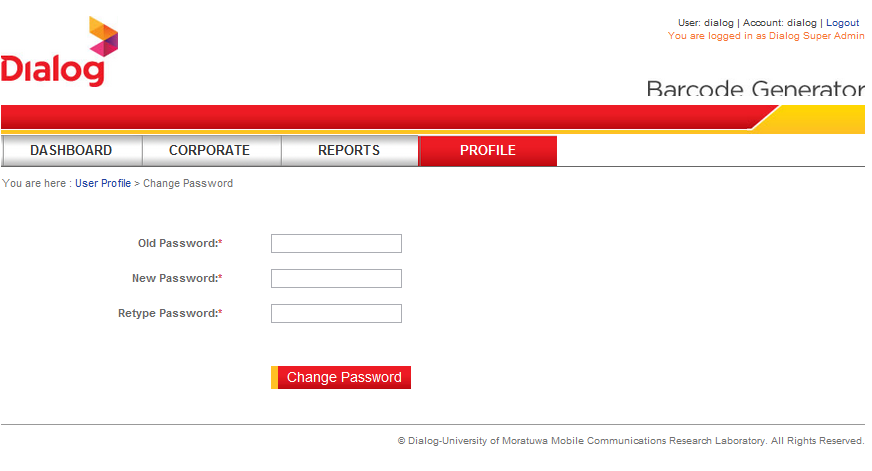 User: dialog | Account: dialog | Logout
You are logged in as Dialog Super Admin
Dialog
Barcode Generator
DASHBOARD CORPORATE REPORTS PROFILE
You are here : User Profile > Change Password
Old Password:*
New Password:*
Retype Password:*
Change Password
© Dialog-University of Moratuwa Mobile Communications Research Laboratory. All Rights Reserved.